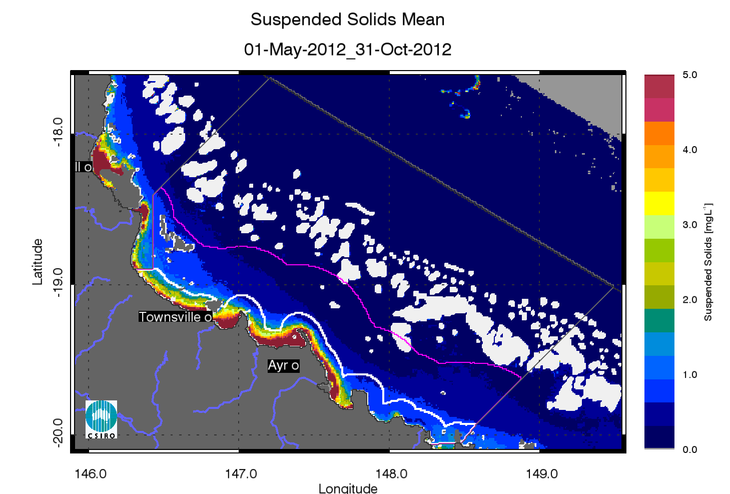 Suspended Solids Mean
01-May-2012_31-Oct-2012
5.0
4.0
3.0
2.0
1.0
0.0
Suspended Solids [mgL⁻¹]
-18.0
-19.0
-20.0
Latitude
ll o
Townsville o
Ayr o
CSIRO
146.0
147.0
148.0
149.0
Longitude